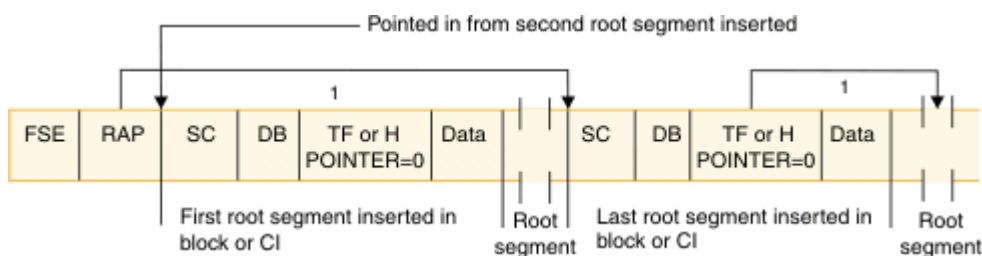 Pointed in from second root segment inserted
1
1
FSE
RAP
SC
DB
TF or H
POINTER=0
Data
SC
DB
TF or H
POINTER=0
Data
First root segment inserted in
block or CI
Root
segment
Last root segment inserted in
block or CI
Root
segment